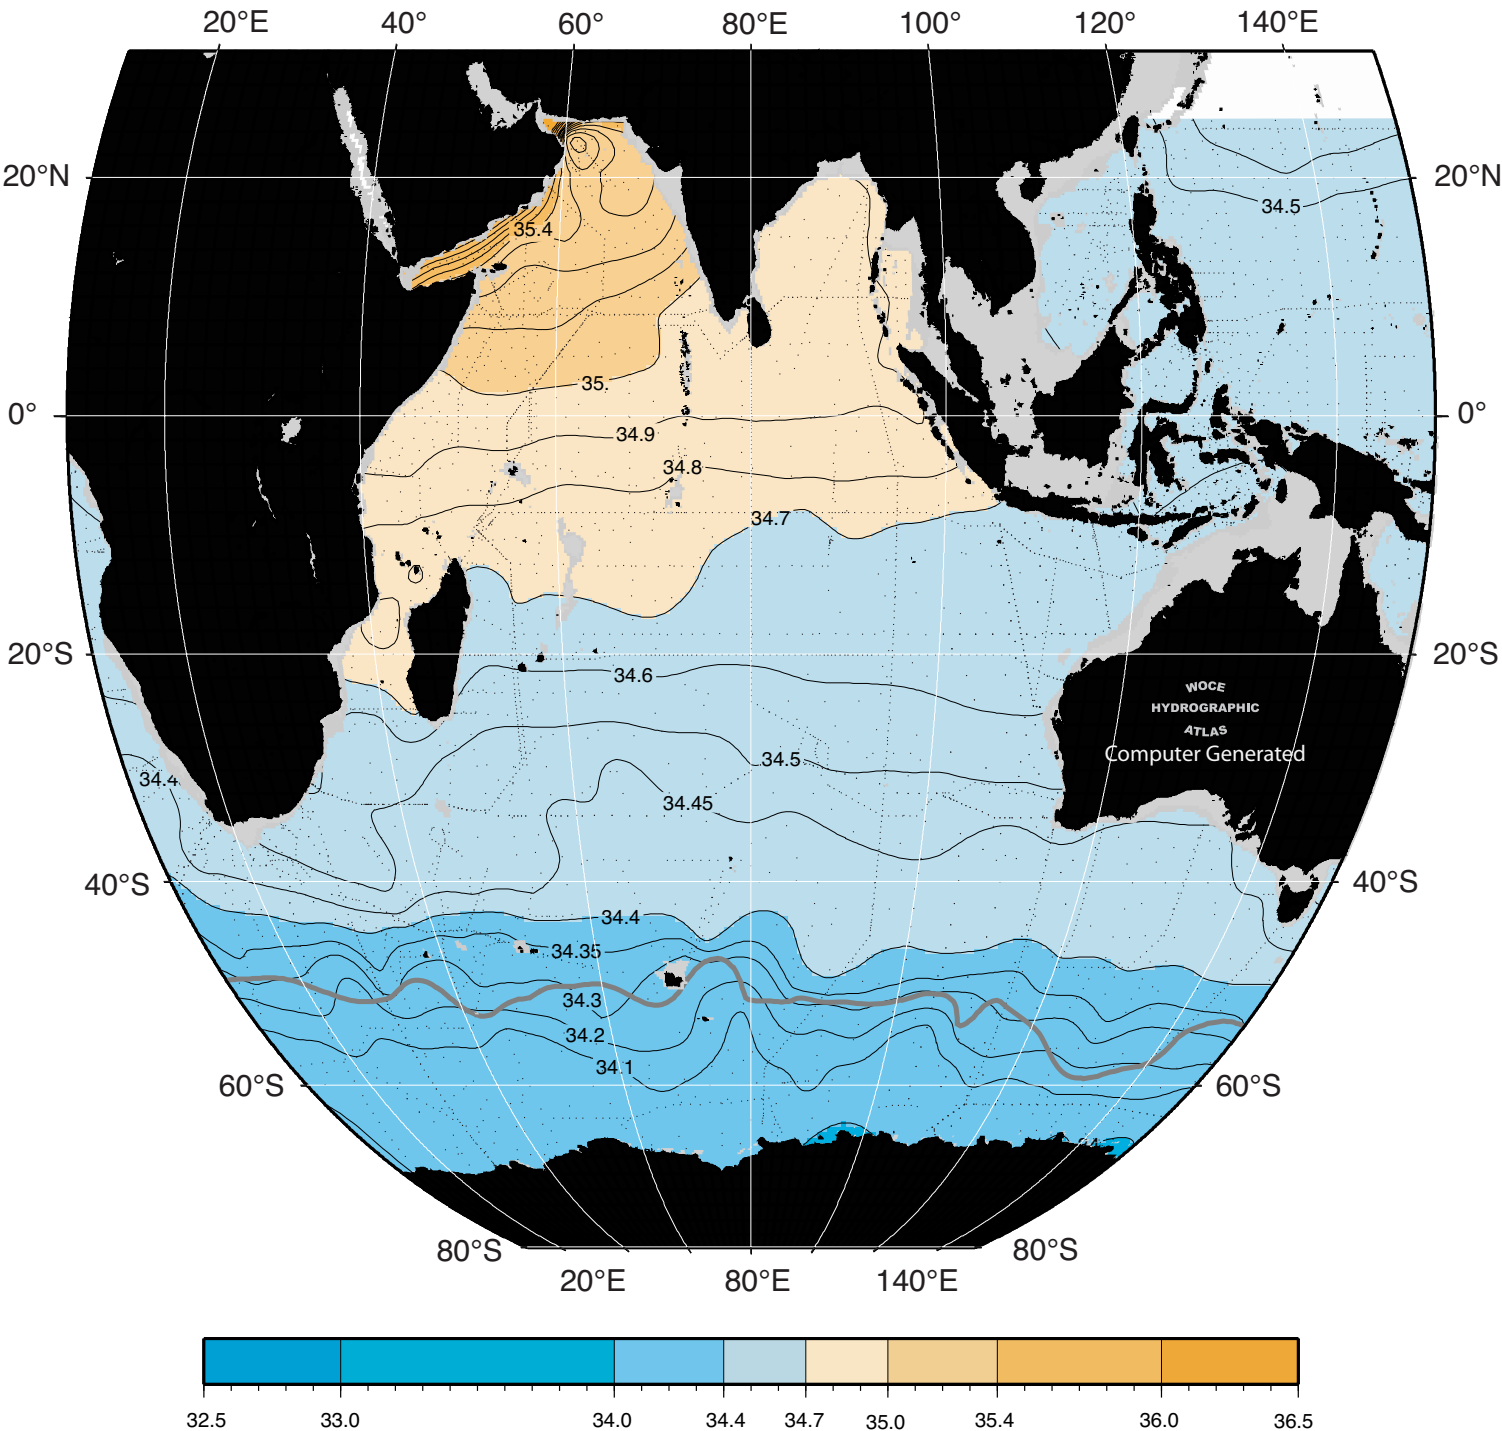 20°E 40° 60° 80°E 100° 120° 140°E
20°N 20°N
34.5
35.4
35.
0° 0°
34.9
34.8
34.7
20°S 20°S
34.6
WOCE
HYDROGRAPHIC
ATLAS
Computer Generated
34.5
34.4
34.45
40°S 40°S
34.4
34.35
34.3
34.2
34.1
60°S 60°S
80°S 80°S
20°E 80°E 140°E
32.5 33.0 34.0 34.4 34.7 35.0 35.4 36.0 36.5